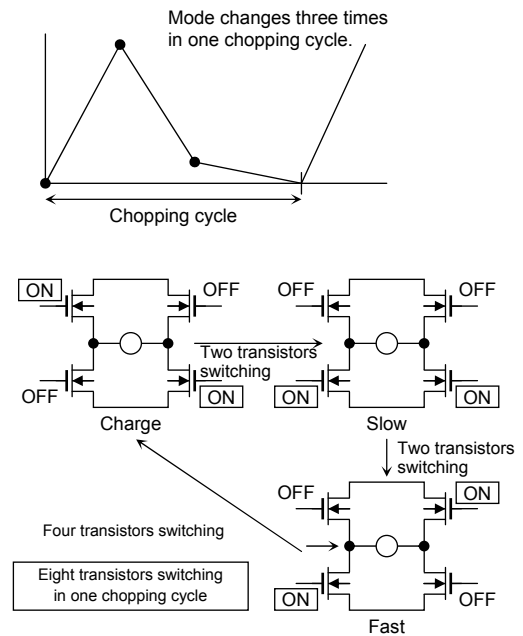 Mode changes three times
in one chopping cycle.
Chopping cycle
ON
OFF
OFF
ON
Charge
Two transistors
switching
OFF
OFF
ON
ON
Slow
Two transistors
switching
OFF
ON
ON
OFF
Fast
Four transistors switching
Eight transistors switching
in one chopping cycle